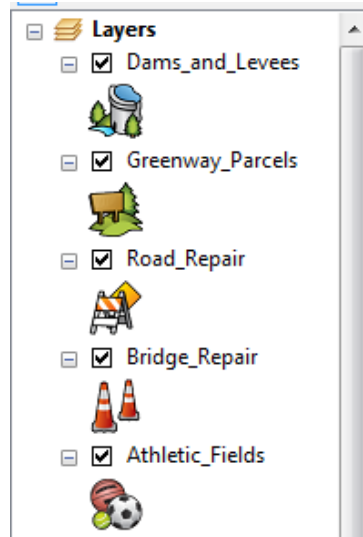 Layers
Dams_and_Levees
Greenway_Parcels
Road_Repair
Bridge_Repair
Athletic_Fields